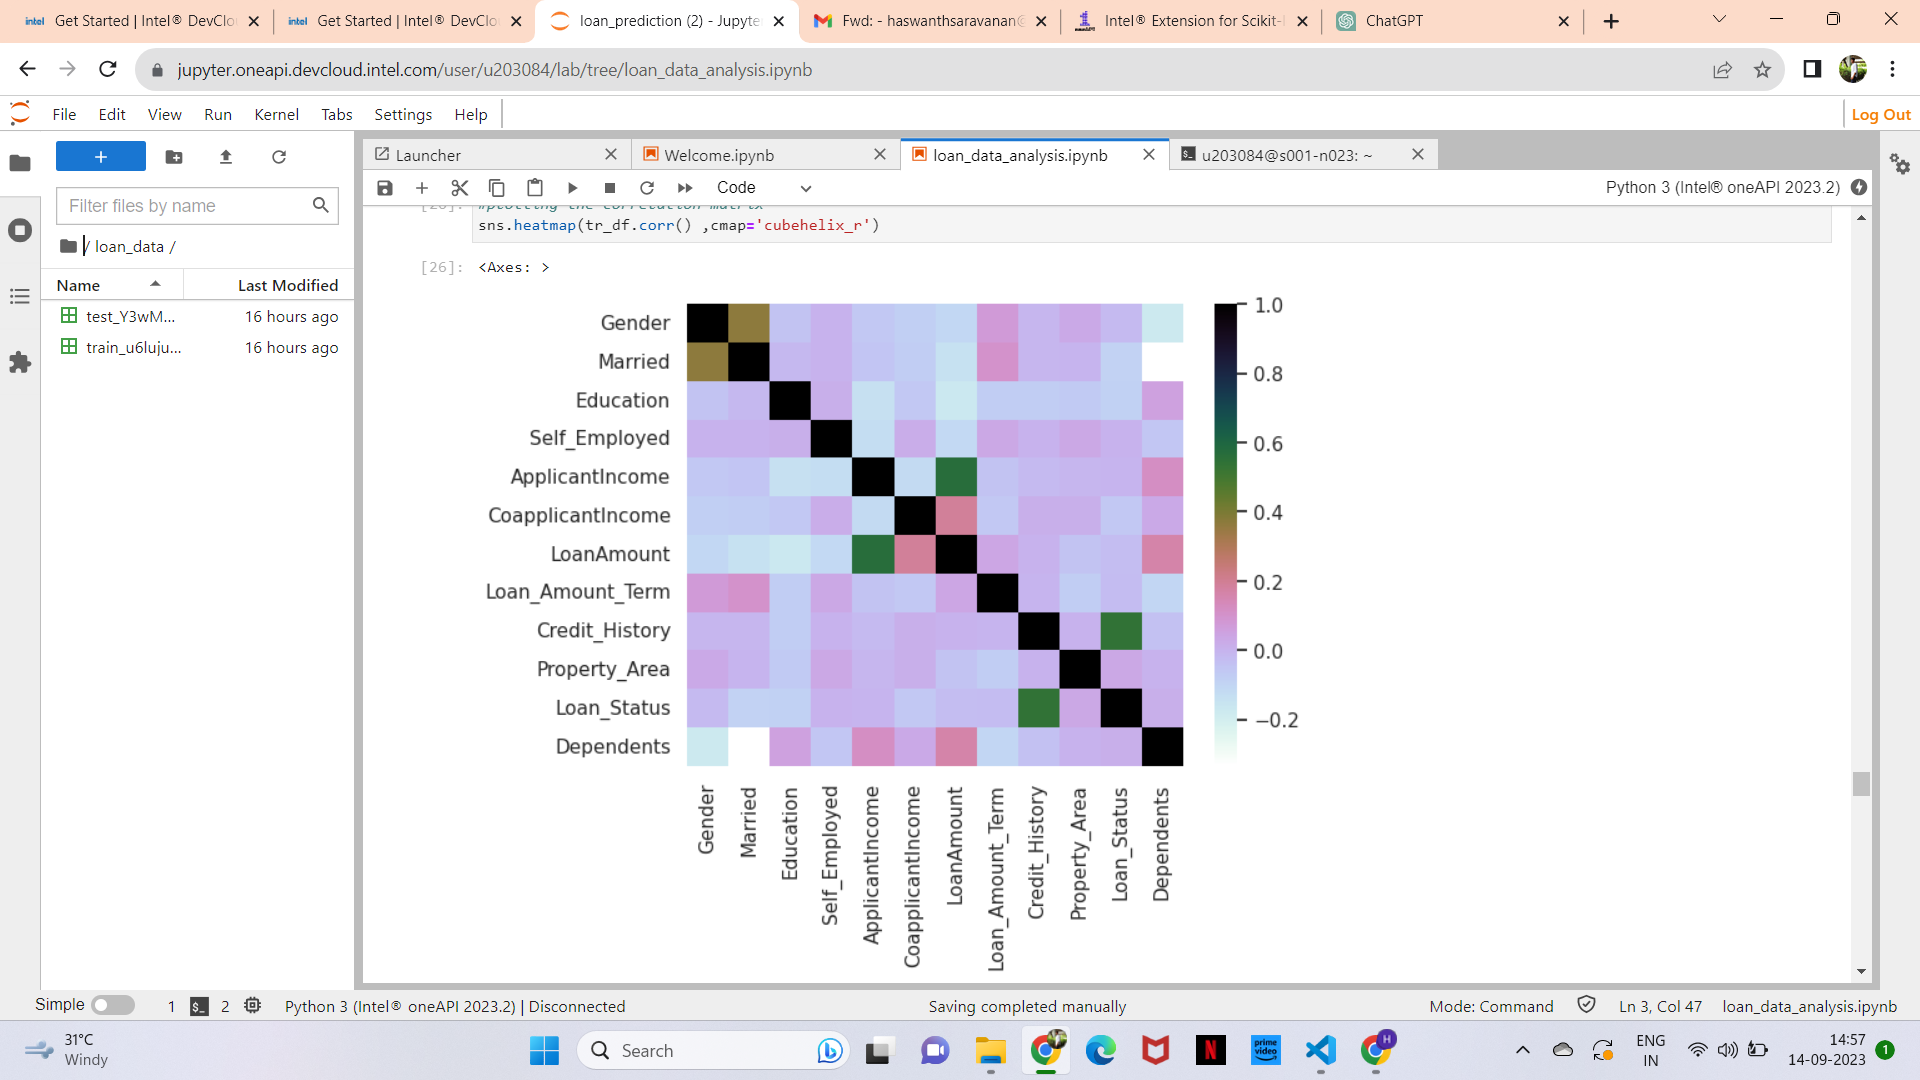 Get Started | Intel® DevClo
Get Started | Intel® DevClo
loan_prediction (2) - Jupyte
Fwd: - haswanthsaravanan@
Intel® Extension for Scikit-
ChatGPT
jupyter.oneapi.devcloud.intel.com/user/u203084/lab/tree/loan_data_analysis.ipynb
File Edit View Run Kernel Tabs Settings Help
Log Out
Launcher
Welcome.ipynb
loan_data_analysis.ipynb
u203084@s001-n023: ~
Code
Python 3 (Intel® oneAPI 2023.2)
Filter files by name
/ loan_data /
Name Last Modified
test_Y3wM... 16 hours ago
train_u6luju... 16 hours ago
[26]: #plotting the correlation matrix
sns.heatmap(tr_df.corr() ,cmap='cubehelix_r')
[26]: <Axes: >
Gender
Married
Education
Self_Employed
ApplicantIncome
CoapplicantIncome
LoanAmount
Loan_Amount_Term
Credit_History
Property_Area
Loan_Status
Dependents
1.0
0.8
0.6
0.4
0.2
0.0
−0.2
Gender
Married
Education
Self_Employed
ApplicantIncome
CoapplicantIncome
LoanAmount
Loan_Amount_Term
Credit_History
Property_Area
Loan_Status
Dependents
Simple 1 2 Python 3 (Intel® oneAPI 2023.2) | Disconnected
Saving completed manually
Mode: Command
Ln 3, Col 47
loan_data_analysis.ipynb
31°C
Windy
Search
prime video
N
H
ENG
IN
14:57
14-09-2023
1